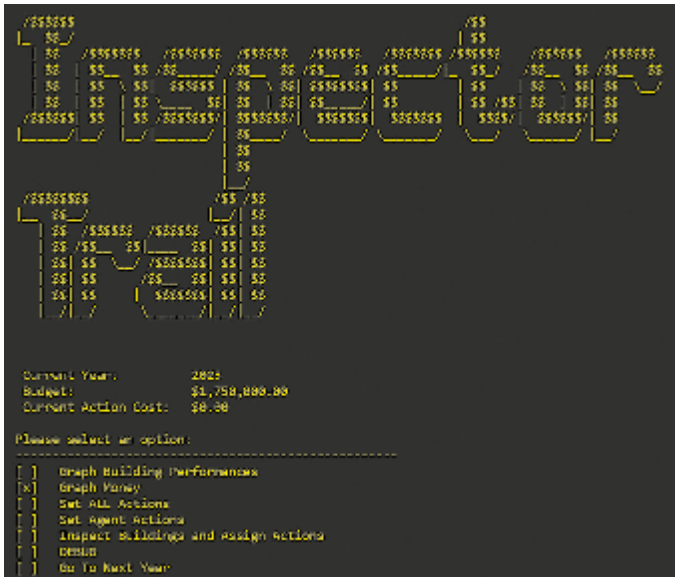 Inspector
Trail
Current Year: 2023
Budget: $1,750,000.00
Current Action Cost: $0.00
Please select an option:
----------------------------------------------------
[ ] Graph Building Performances
[x] Graph Money
[ ] Set ALL Actions
[ ] Set Agent Actions
[ ] Inspect Buildings and Assign Actions
[ ] DEBUG
[ ] Go To Next Year